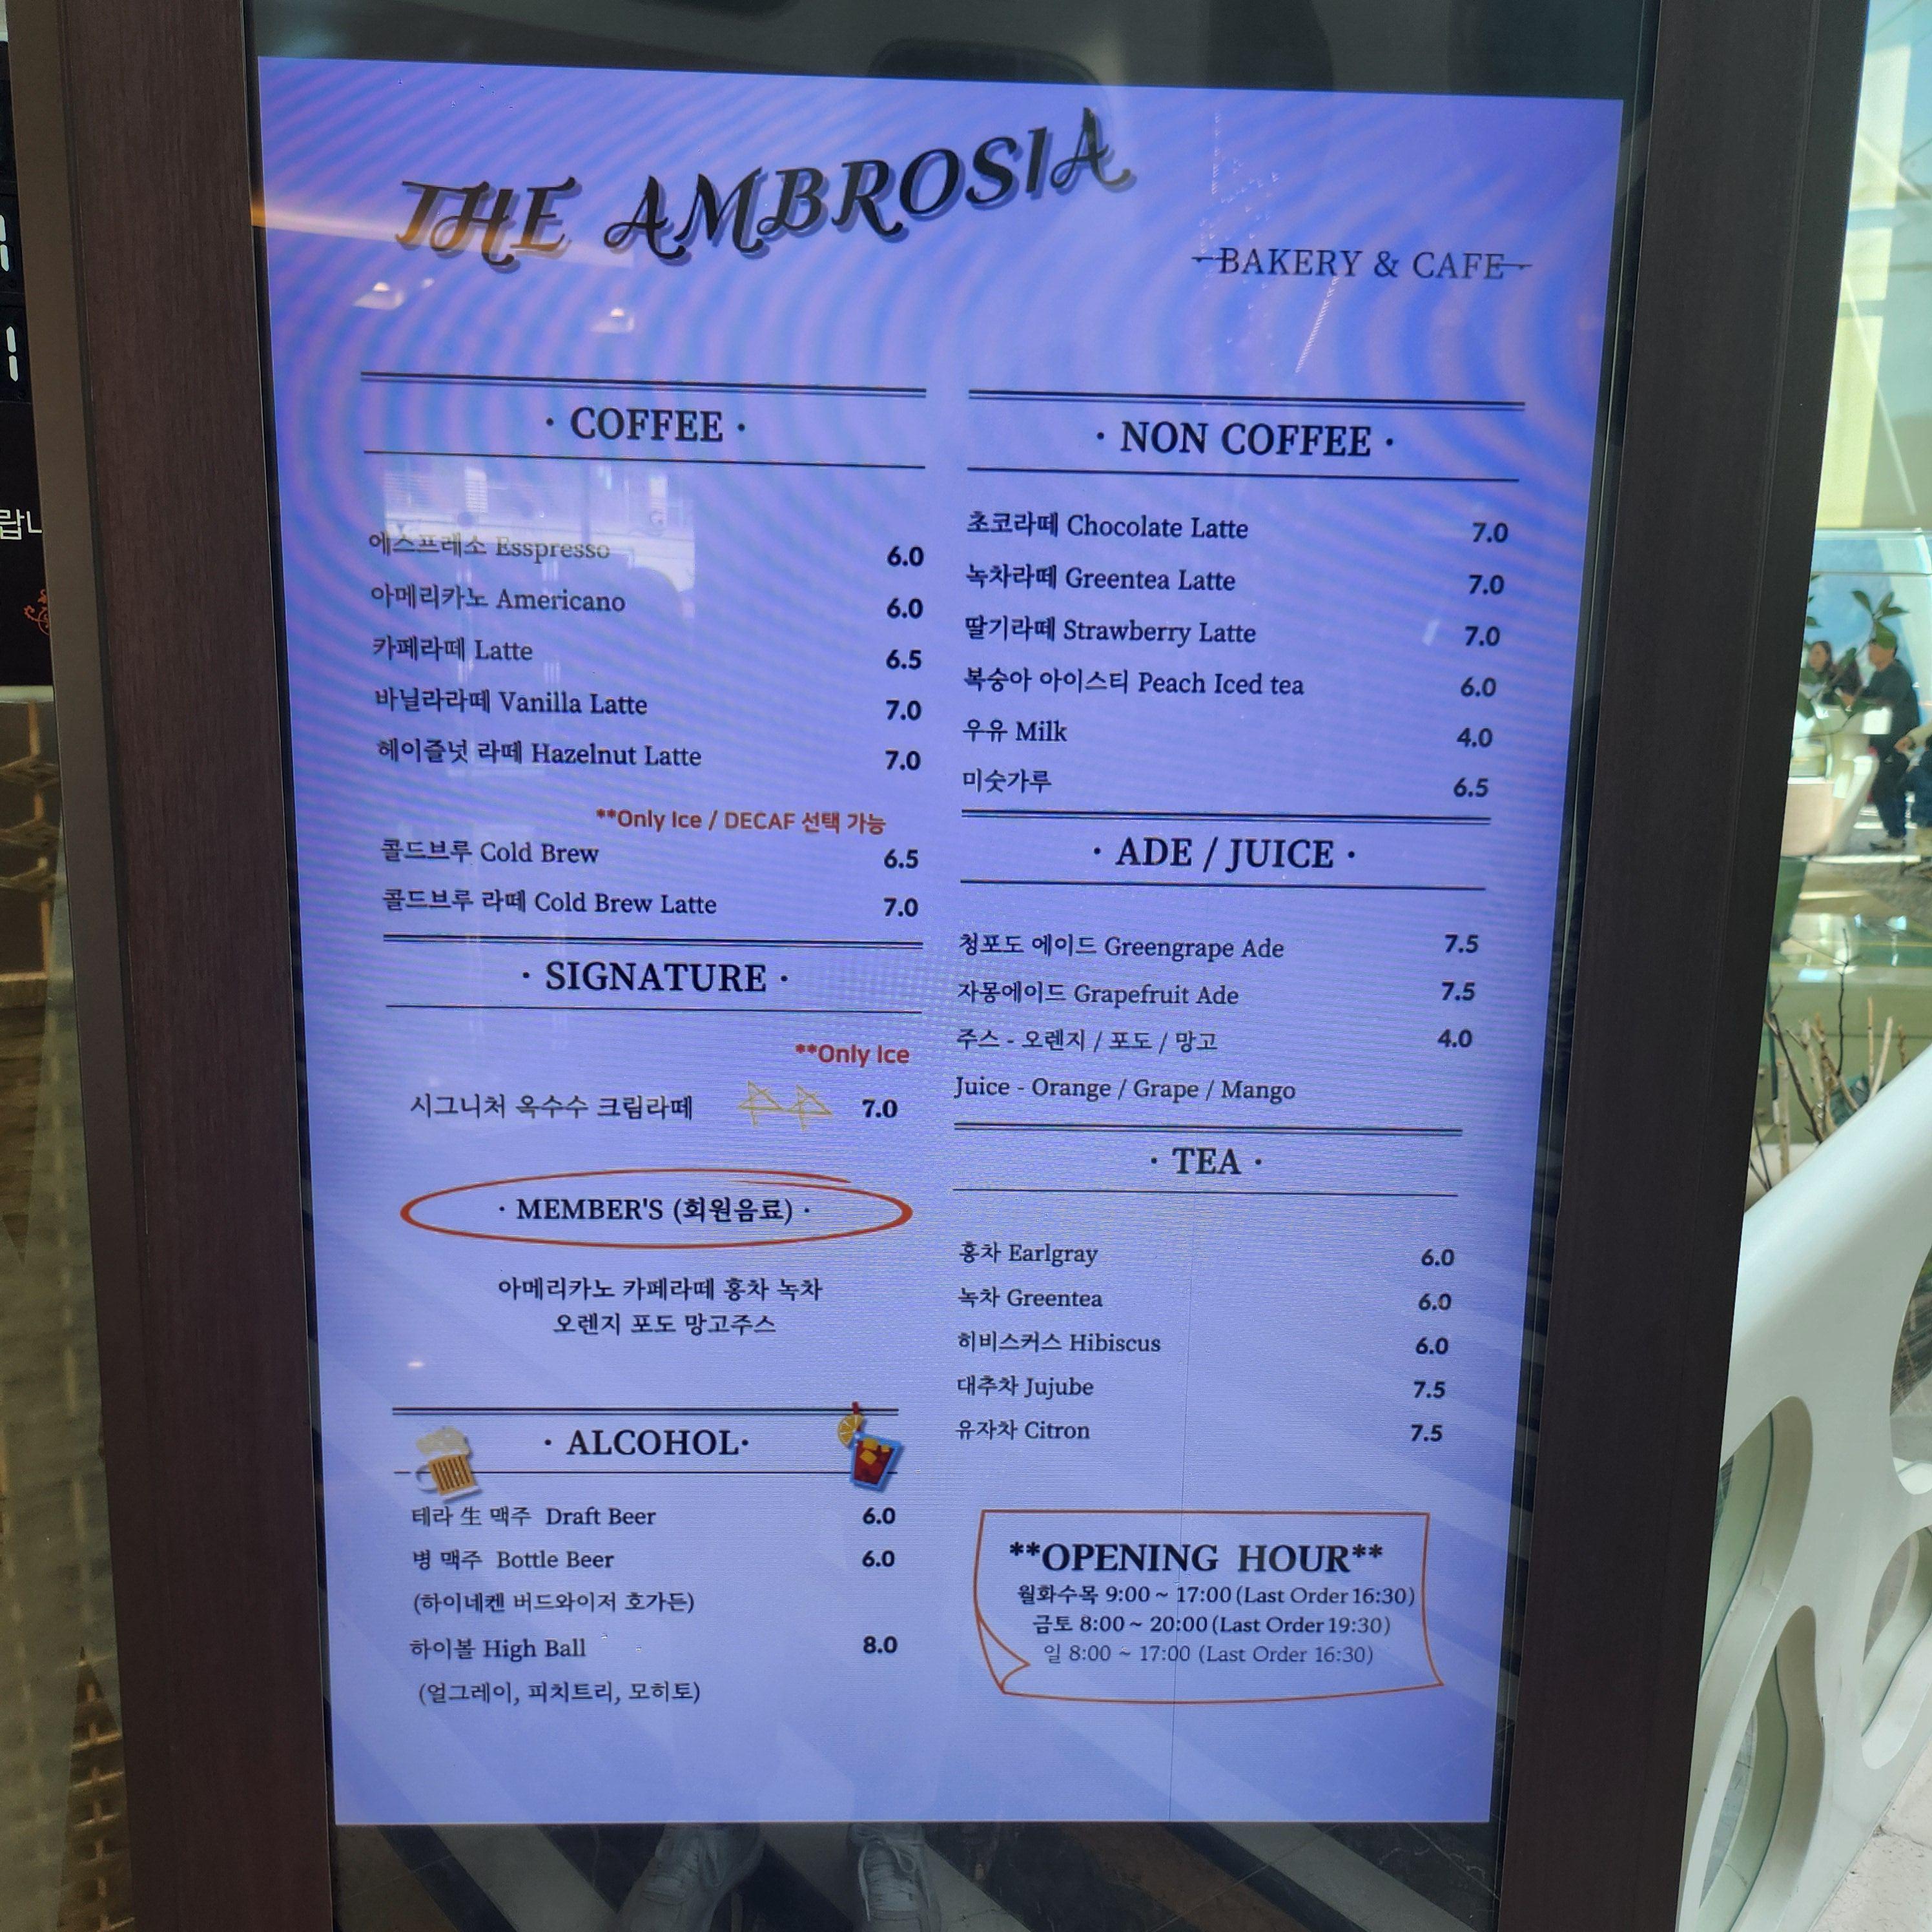 THE AMBROSIA
BAKERY & CAFE
· COFFEE ·
에스프레소 Esspresso 6.0
아메리카노 Americano 6.0
카페라떼 Latte 6.5
바닐라라떼 Vanilla Latte 7.0
헤이즐넛 라떼 Hazelnut Latte 7.0
**Only Ice / DECAF 선택 가능
콜드브루 Cold Brew 6.5
콜드브루 라떼 Cold Brew Latte 7.0
· SIGNATURE ·
**Only Ice
시그니처 옥수수 크림라떼 7.0
· MEMBER'S (회원음료) ·
아메리카노 카페라떼 홍차 녹차
오렌지 포도 망고주스
· ALCOHOL·
테라 生 맥주 Draft Beer 6.0
병 맥주 Bottle Beer 6.0
(하이네켄 버드와이저 호가든)
하이볼 High Ball 8.0
(얼그레이, 피치트리, 모히토)
· NON COFFEE ·
초코라떼 Chocolate Latte 7.0
녹차라떼 Greentea Latte 7.0
딸기라떼 Strawberry Latte 7.0
복숭아 아이스티 Peach Iced tea 6.0
우유 Milk 4.0
미숫가루 6.5
· ADE / JUICE ·
청포도 에이드 Greengrape Ade 7.5
자몽에이드 Grapefruit Ade 7.5
주스 - 오렌지 / 포도 / 망고 4.0
Juice - Orange / Grape / Mango
· TEA ·
홍차 Earlgray 6.0
녹차 Greentea 6.0
히비스커스 Hibiscus 6.0
대추차 Jujube 7.5
유자차 Citron 7.5
**OPENING HOUR**
월화수목 9:00 ~ 17:00 (Last Order 16:30)
금토 8:00 ~ 20:00 (Last Order 19:30)
일 8:00 ~ 17:00 (Last Order 16:30)